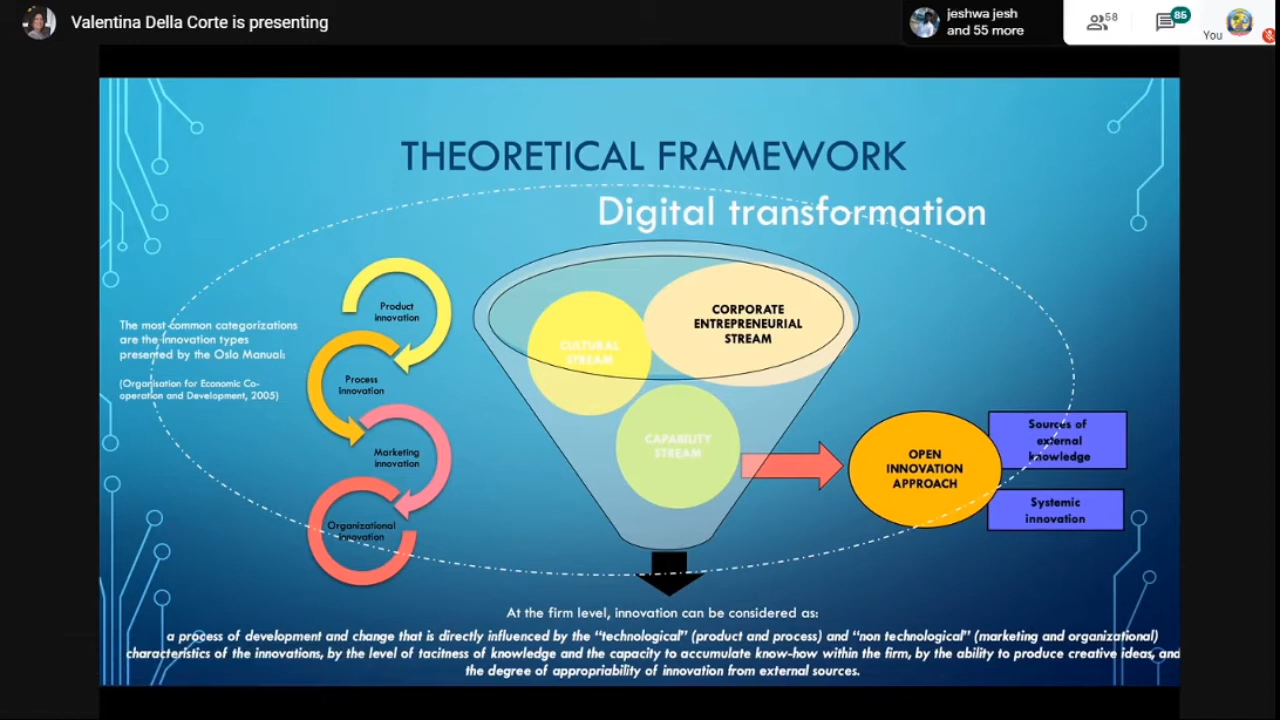 Valentina Della Corte is presenting
jeshwa jesh
and 55 more
58
85
You
THEORETICAL FRAMEWORK
Digital transformation
The most common categorizations
are the innovation types
presented by the Oslo Manual:
(Organisation for Economic Co-
operation and Development, 2005)
Product
innovation
Process
innovation
Marketing
innovation
Organizational
innovation
CULTURAL
STREAM
CORPORATE
ENTREPRENEURIAL
STREAM
CAPABILITY
STREAM
OPEN
INNOVATION
APPROACH
Sources of
external
knowledge
Systemic
innovation
At the firm level, innovation can be considered as:
a process of development and change that is directly influenced by the "technological" (product and process) and "non technological" (marketing and organizational)
characteristics of the innovations, by the level of tacitness of knowledge and the capacity to accumulate know-how within the firm, by the ability to produce creative ideas, and
the degree of appropriability of innovation from external sources.